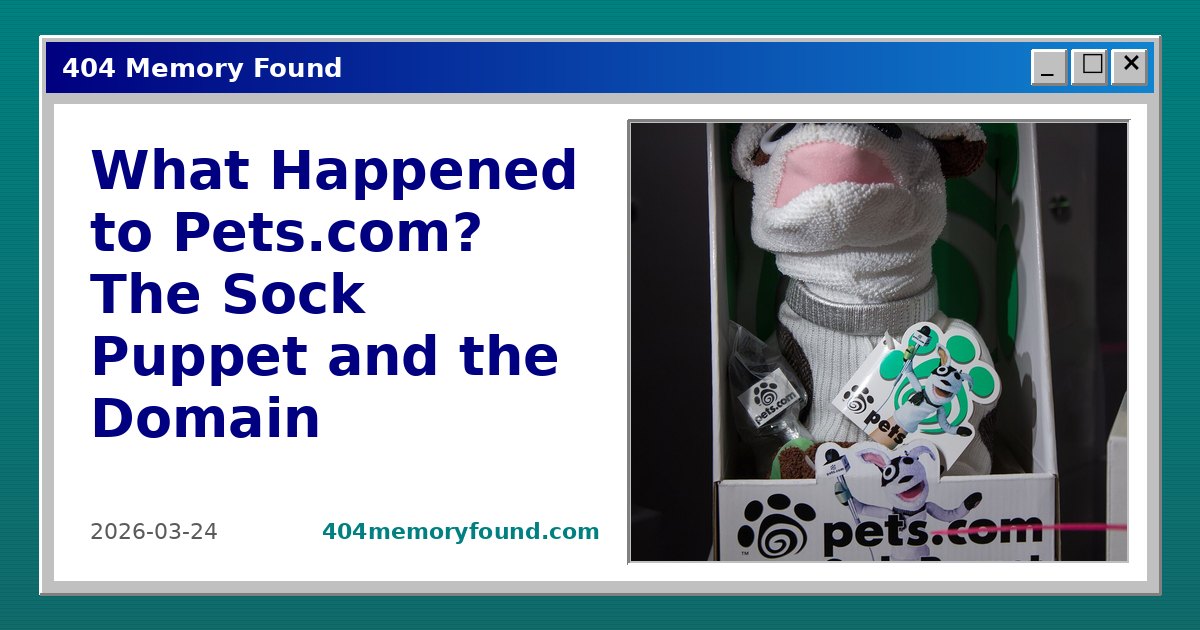 404 Memory Found
What Happened
to Pets.com?
The Sock
Puppet and the
Domain
2026-03-24
404memoryfound.com
pets.com
pets
pets.com
TM